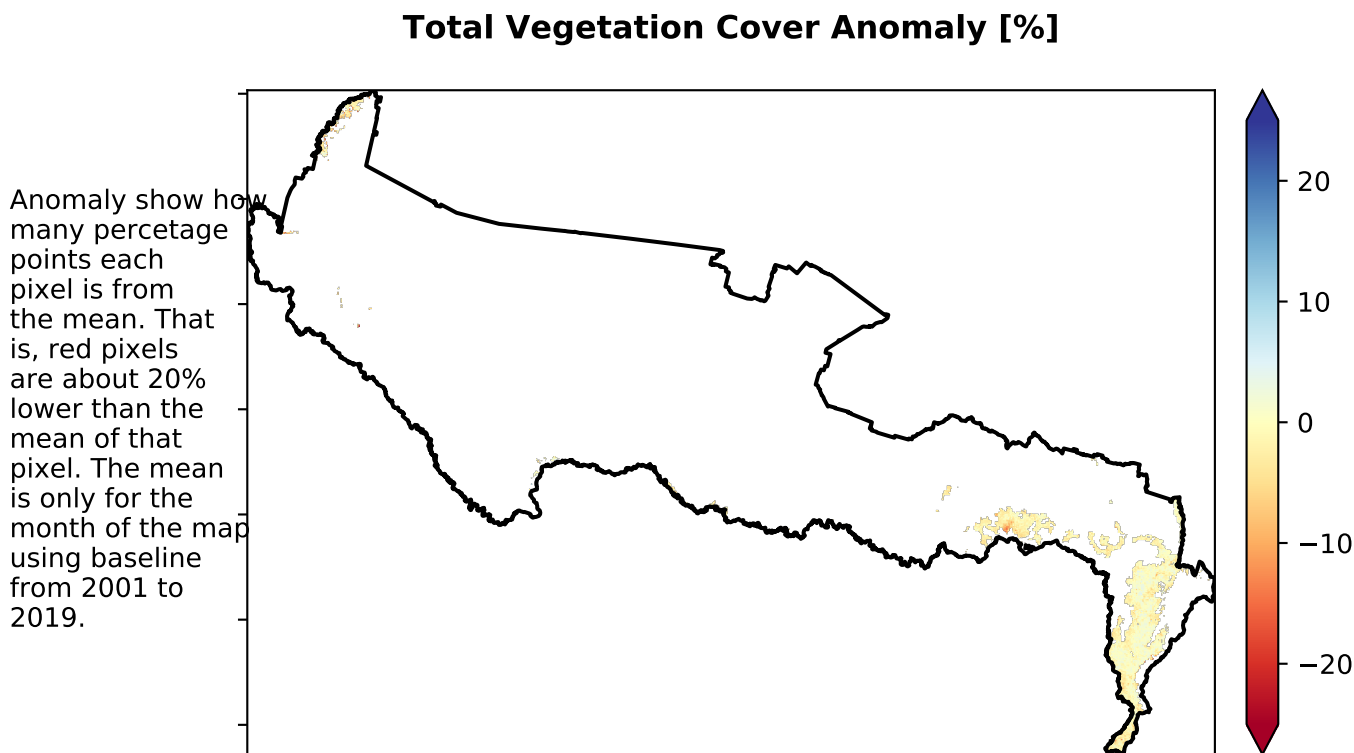 Total Vegetation Cover Anomaly [%]
Anomaly show how
many percetage
points each
pixel is from
the mean. That
is, red pixels
are about 20%
lower than the
mean of that
pixel. The mean
is only for the
month of the map
using baseline
from 2001 to
2019.
20
10
0
−10
−20